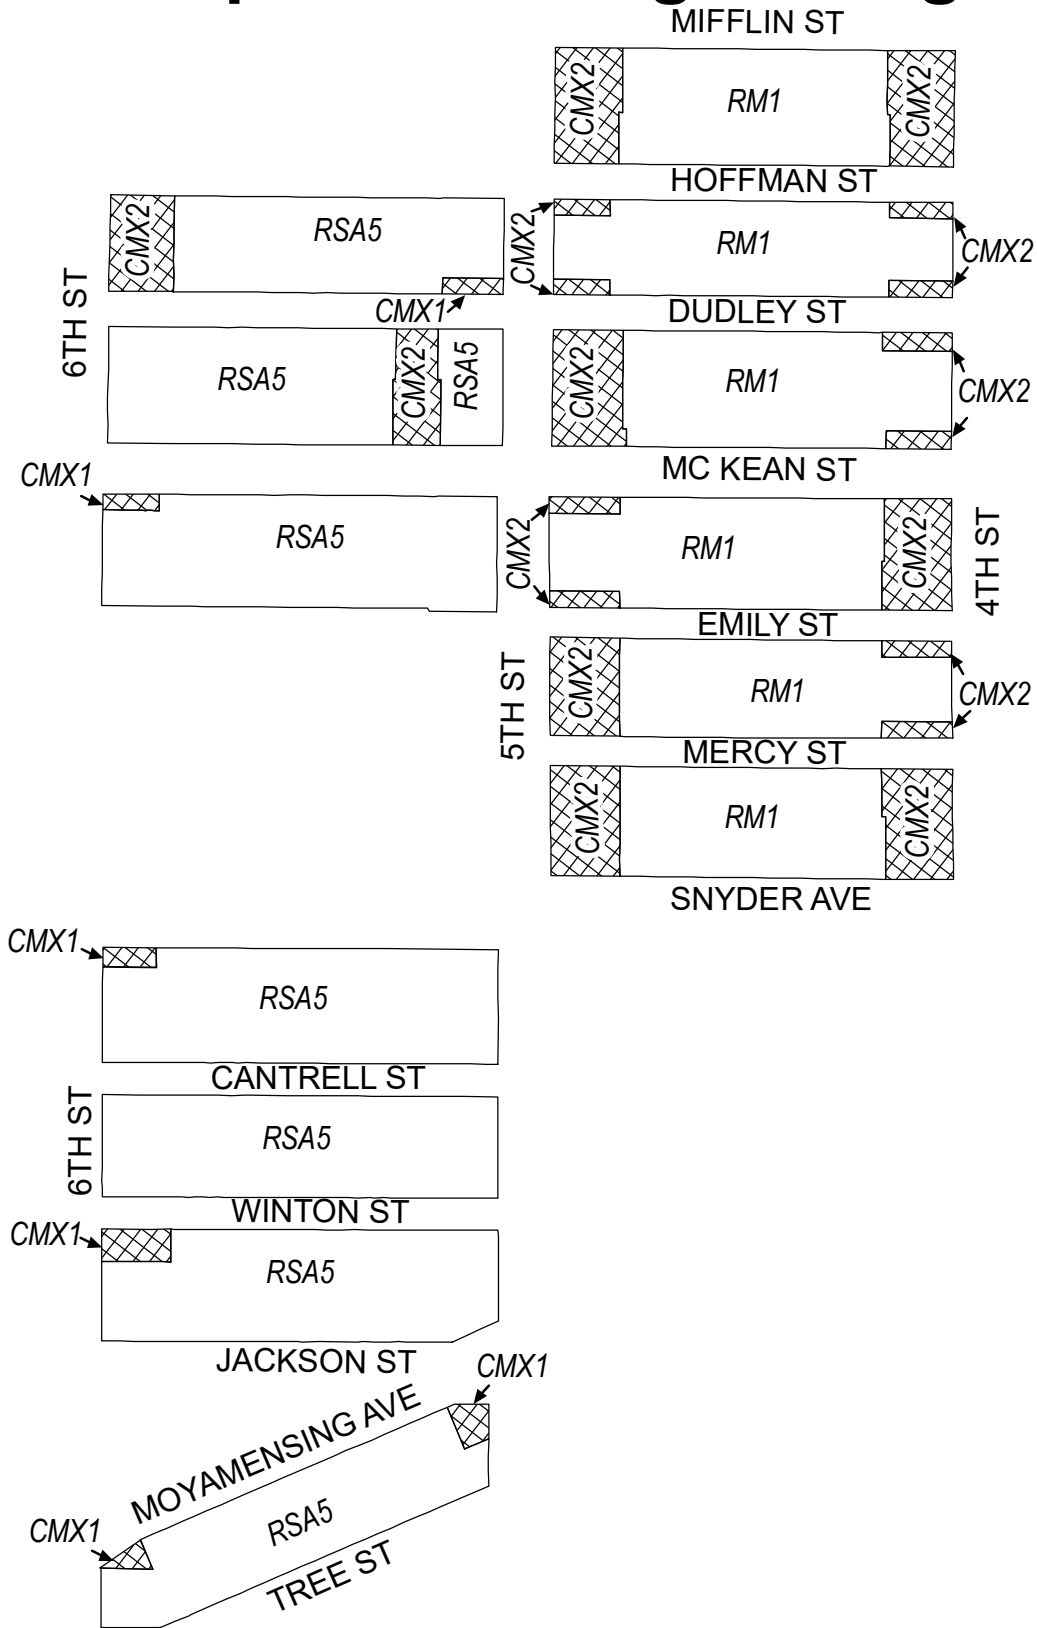 MIFFLIN ST
CMX2
RM1
CMX2
HOFFMAN ST
CMX2
RSA5
CMX2
RM1
CMX2
CMX1
6TH ST
DUDLEY ST
RSA5
CMX2
RSA5
CMX2
RM1
CMX2
MC KEAN ST
CMX1
RSA5
CMX2
RM1
CMX2
4TH ST
EMILY ST
5TH ST
CMX2
RM1
CMX2
MERCY ST
CMX2
RM1
CMX2
SNYDER AVE
CMX1
RSA5
CANTRELL ST
6TH ST
RSA5
WINTON ST
CMX1
RSA5
JACKSON ST
CMX1
MOYAMENSING AVE
RSA5
CMX1
TREE ST